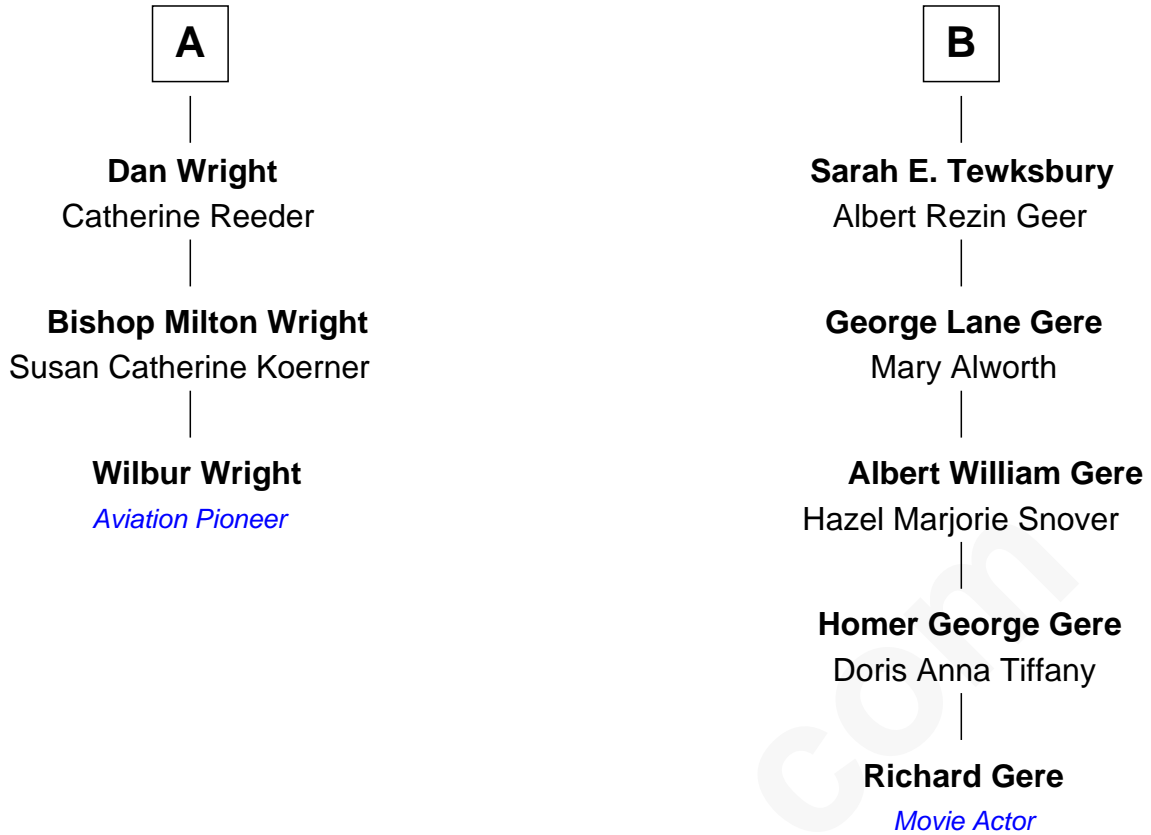 A
Dan Wright
Catherine Reeder
Bishop Milton Wright
Susan Catherine Koerner
Wilbur Wright
Aviation Pioneer
B
Sarah E. Tewksbury
Albert Rezin Geer
George Lane Gere
Mary Alworth
Albert William Gere
Hazel Marjorie Snover
Homer George Gere
Doris Anna Tiffany
Richard Gere
Movie Actor
com